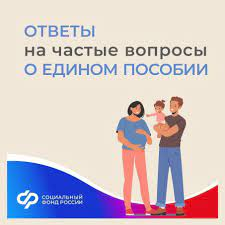 ОТВЕТЫ
на частые вопросы
О ЕДИНОМ ПОСОБИИ
СОЦИАЛЬНЫЙ
ФОНД РОССИИ